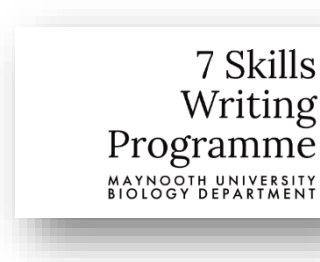 7 Skills
Writing
Programme
MAYNOOTH UNIVERSITY
BIOLOGY DEPARTMENT